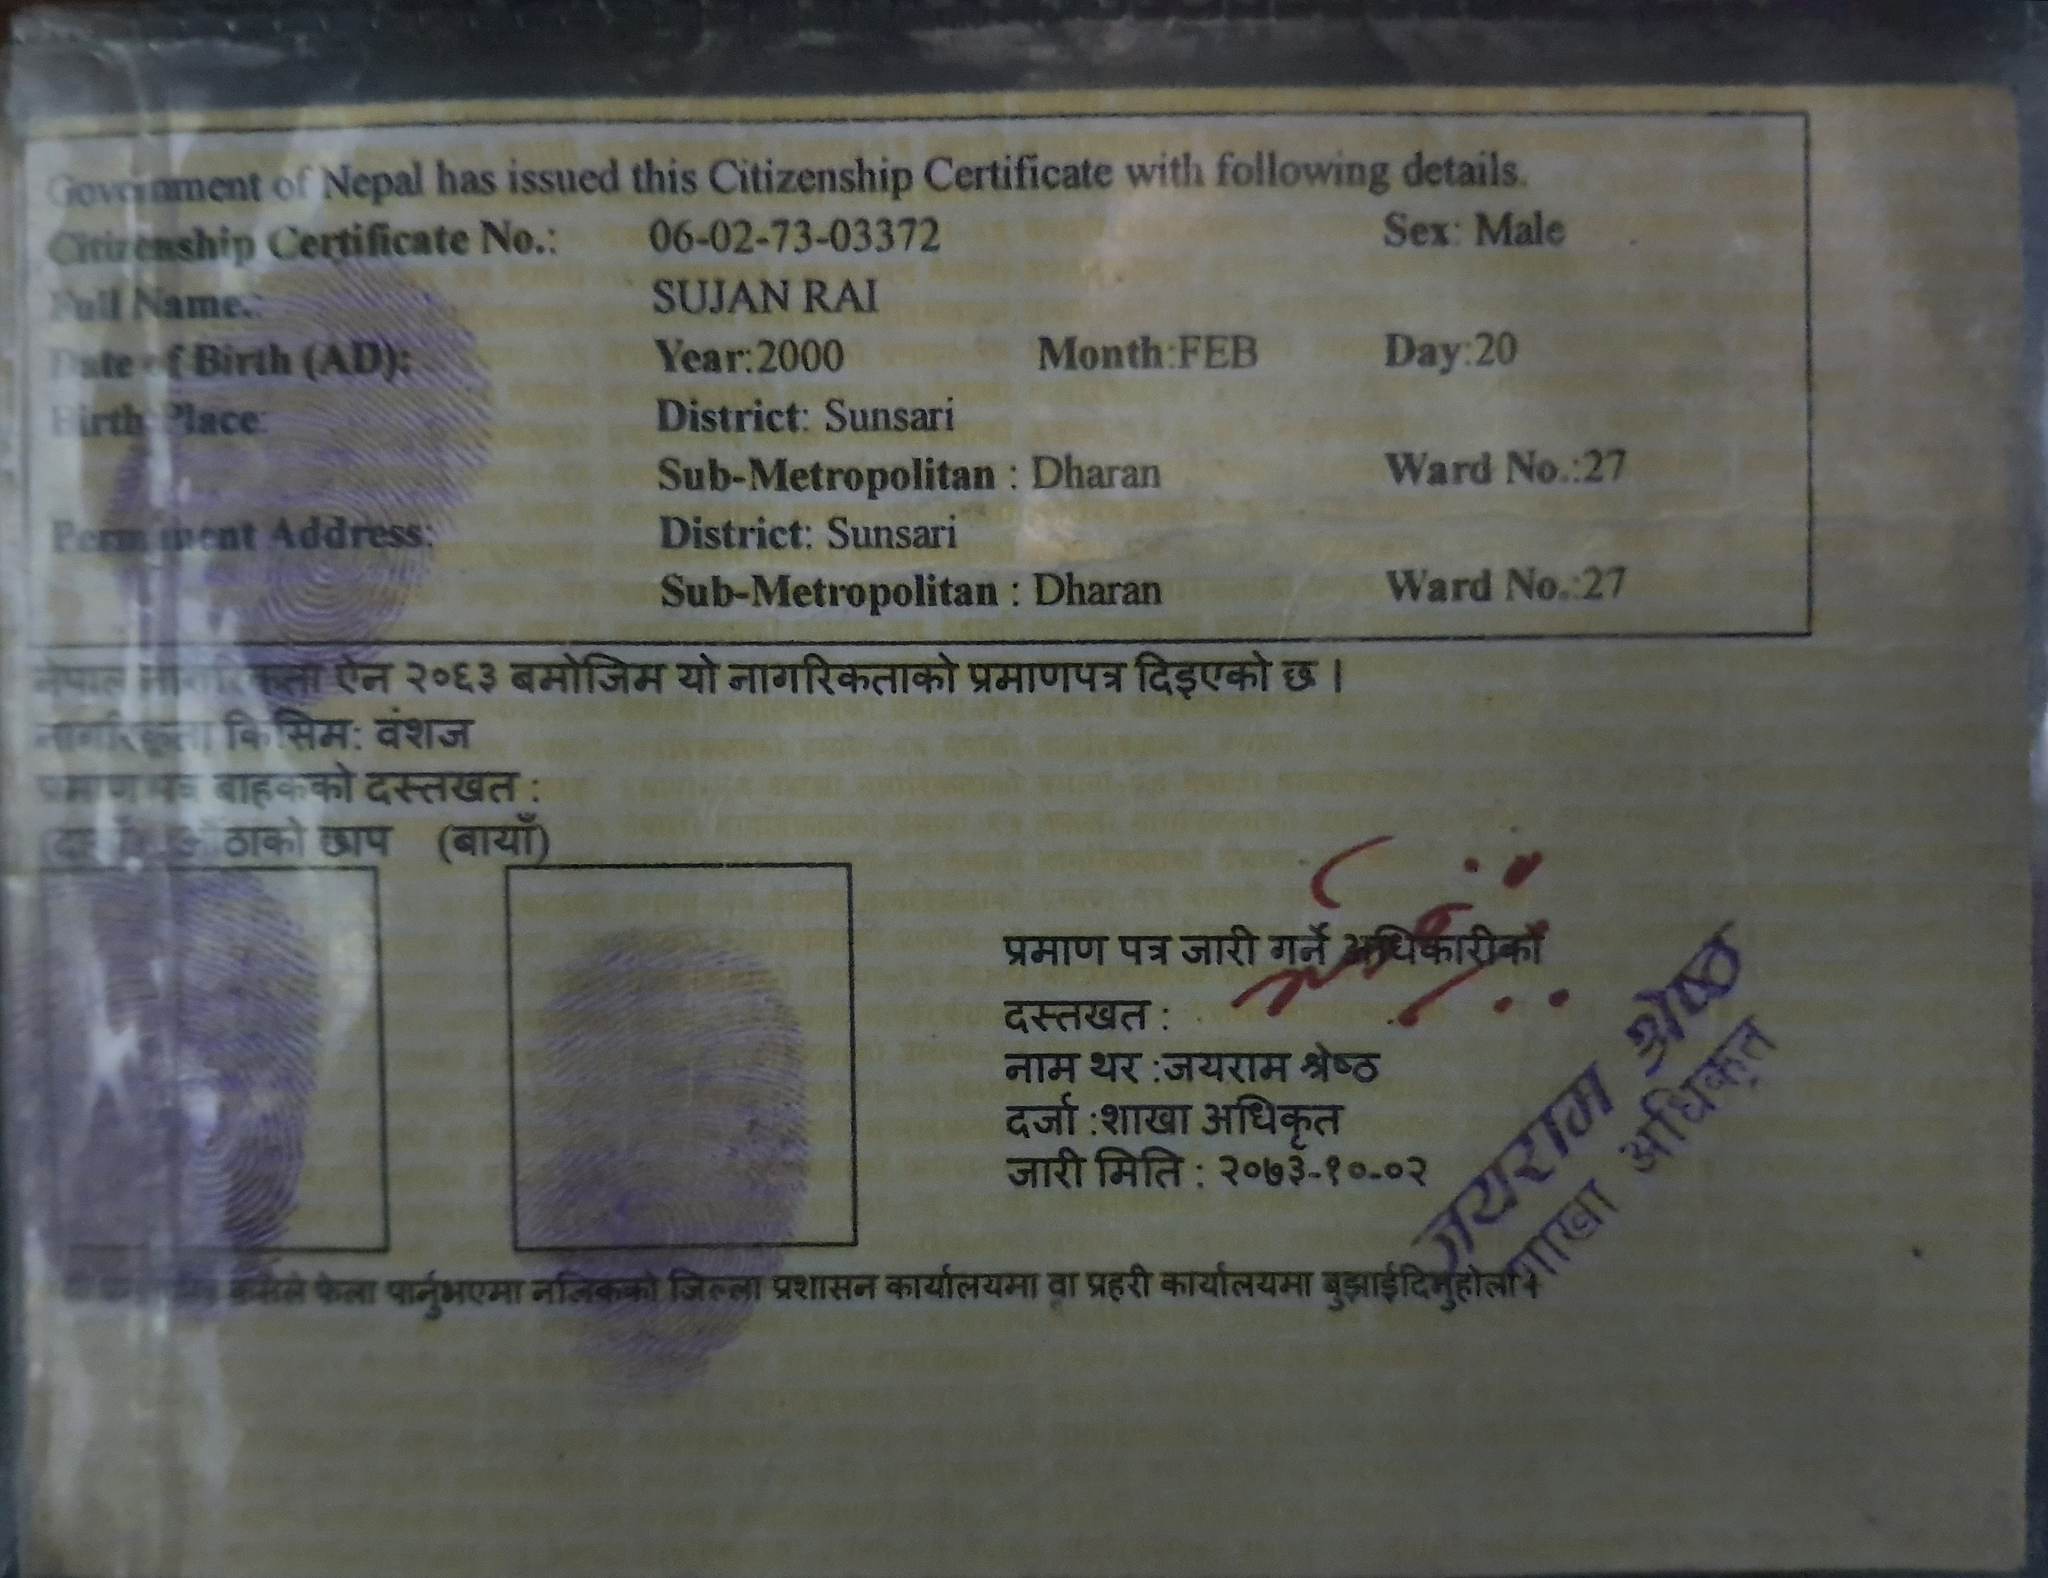 Government of Nepal has issued this Citizenship Certificate with following details.
Citizenship Certificate No.: 06-02-73-03372 Sex: Male
Full Name.: SUJAN RAI
Date of Birth (AD): Year:2000 Month:FEB Day:20
Birth Place: District: Sunsari
Sub-Metropolitan : Dharan Ward No.:27
Permanent Address: District: Sunsari
Sub-Metropolitan : Dharan Ward No.:27
नेपाल नागरिकता ऐन २०६३ बमोजिम यो नागरिकताको प्रमाणपत्र दिइएको छ ।
नागरिकता किसिम: वंशज
प्रमाण पत्र बाहकको दस्तखत :
छाप (बायाँ)
प्रमाण पत्र जारी गर्ने अधिकारीको
दस्तखत :
नाम थर :जयराम श्रेष्ठ
दर्जा :शाखा अधिकृत
जारी मिति : २०७३-१०-०२
जयराम श्रेष्ठ
शाखा अधिकृत
कसैले फेला पार्नुभएमा नजिकको जिल्ला प्रशासन कार्यालयमा वा प्रहरी कार्यालयमा बुझाईदिनुहोला ।